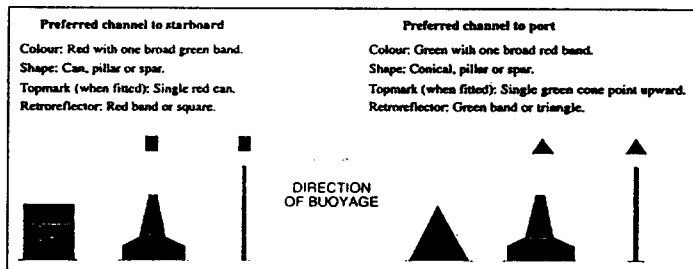 Preferred channel to starboard
Colour: Red with one broad green band.
Shape: Can, pillar or spar.
Topmark (when fitted): Single red can.
Retroreflector: Red band or square.
Preferred channel to port
Colour: Green with one broad red band.
Shape: Conical, pillar or spar.
Topmark (when fitted): Single green cone point upward.
Retroreflector: Green band or triangle.
DIRECTION
OF BUOYAGE